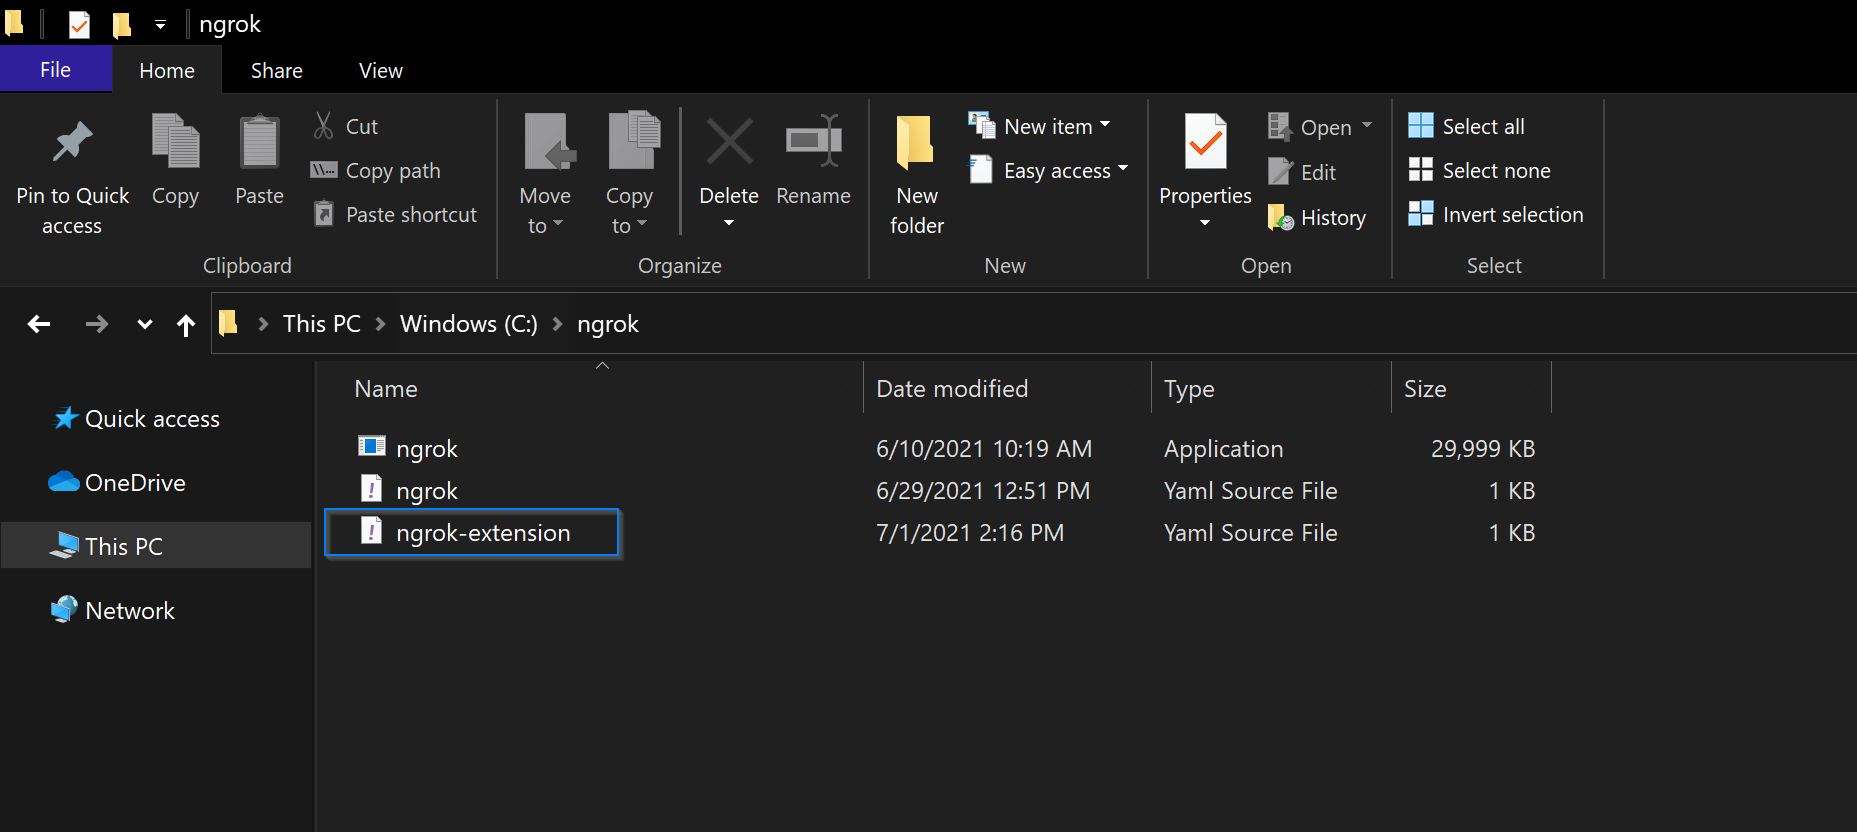 ngrok
File
Home
Share
View
Pin to Quick access
Copy
Paste
Cut
Copy path
Paste shortcut
Clipboard
Move to
Copy to
Delete
Rename
Organize
New folder
New item
Easy access
New
Properties
Open
Edit
History
Open
Select all
Select none
Invert selection
Select
This PC > Windows (C:) > ngrok
Quick access
OneDrive
This PC
Network
Name Date modified Type Size
ngrok 6/10/2021 10:19 AM Application 29,999 KB
ngrok 6/29/2021 12:51 PM Yaml Source File 1 KB
ngrok-extension 7/1/2021 2:16 PM Yaml Source File 1 KB